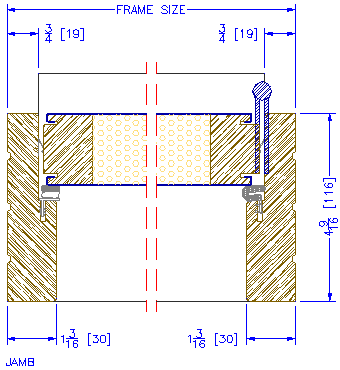 FRAME SIZE
3/4 [19] 3/4 [19]
4 9/16 [116]
1 3/16 [30] 1 3/16 [30]
JAMB